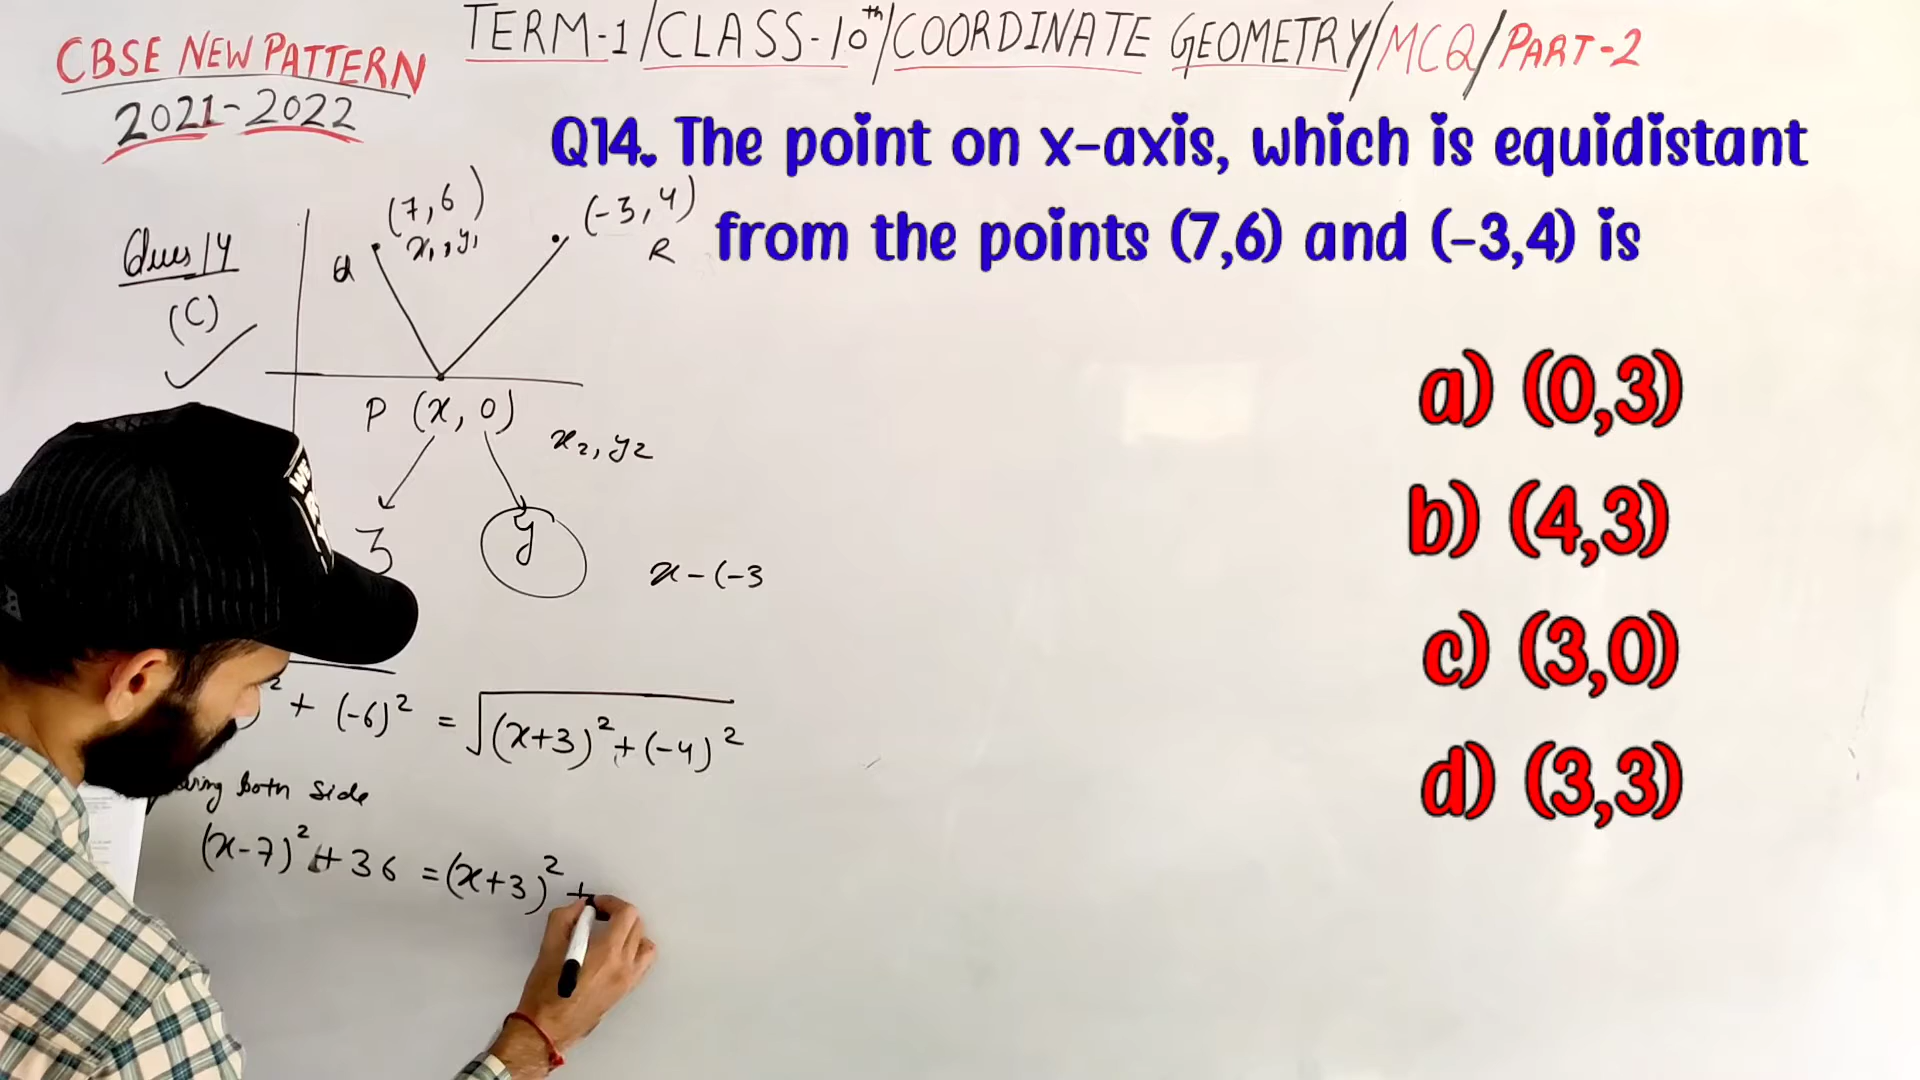 CBSE NEW PATTERN
2021-2022
TERM-1/CLASS-10th/COORDINATE GEOMETRY/MCQ/PART-2
Q14. The point on x-axis, which is equidistant
from the points (7,6) and (-3,4) is
a) (0,3)
b) (4,3)
c) (3,0)
d) (3,3)
Ques 14
(C)
(7,6)
x₁,y₁
Q
(-3,4)
R
P (x,0)
x₂,y₂
3
y
x-(-3
² + (-6)² = √(x+3)²+(-4)²
both side
(x-7)²+36 =(x+3)²+